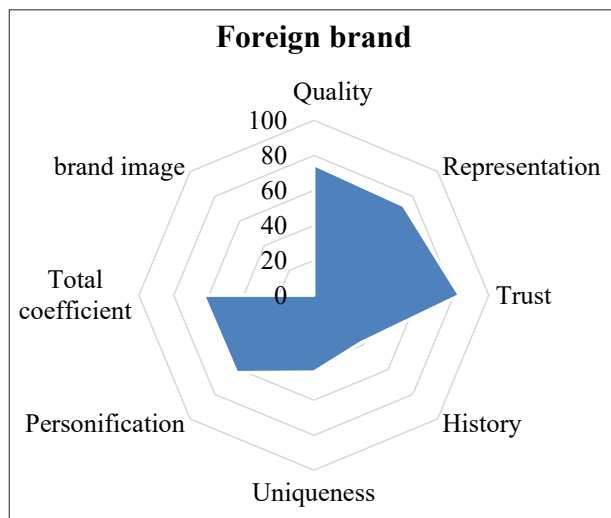 Foreign brand
Quality
100
80
60
40
20
0
Representation
Trust
History
Uniqueness
Personification
Total
coefficient
brand image